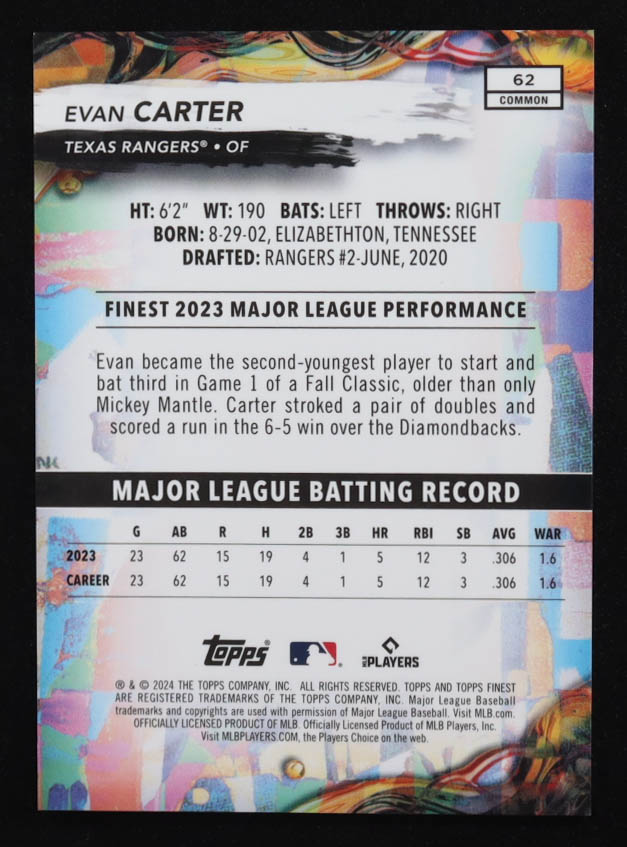 62
COMMON
EVAN CARTER
TEXAS RANGERS® • OF
HT: 6'2" WT: 190 BATS: LEFT THROWS: RIGHT
BORN: 8-29-02, ELIZABETHTON, TENNESSEE
DRAFTED: RANGERS #2-JUNE, 2020
FINEST 2023 MAJOR LEAGUE PERFORMANCE
Evan became the second-youngest player to start and
bat third in Game 1 of a Fall Classic, older than only
Mickey Mantle. Carter stroked a pair of doubles and
scored a run in the 6-5 win over the Diamondbacks.
NK
MAJOR LEAGUE BATTING RECORD
G AB R H 2B 3B HR RBI SB AVG WAR
2023 23 62 15 19 4 1 5 12 3 .306 1.6
CAREER 23 62 15 19 4 1 5 12 3 .306 1.6
TOPPS® MLB PLAYERS
® & © 2024 THE TOPPS COMPANY, INC. ALL RIGHTS RESERVED. TOPPS AND TOPPS FINEST
ARE REGISTERED TRADEMARKS OF THE TOPPS COMPANY, INC. Major League Baseball
trademarks and copyrights are used with permission of Major League Baseball. Visit MLB.com.
OFFICIALLY LICENSED PRODUCT OF MLB. Officially Licensed Product of MLB Players, Inc.
Visit MLBPLAYERS.COM, the Players Choice on the web.